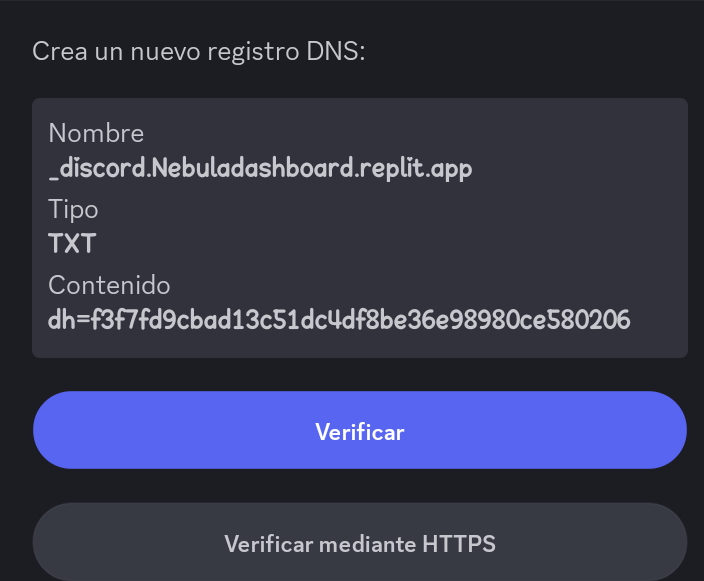 Crea un nuevo registro DNS:
Nombre
_discord.Nebuladashboard.replit.app
Tipo
TXT
Contenido
dh=f3f7fd9cbad13c51dc4df8be36e98980ce580206
Verificar
Verificar mediante HTTPS